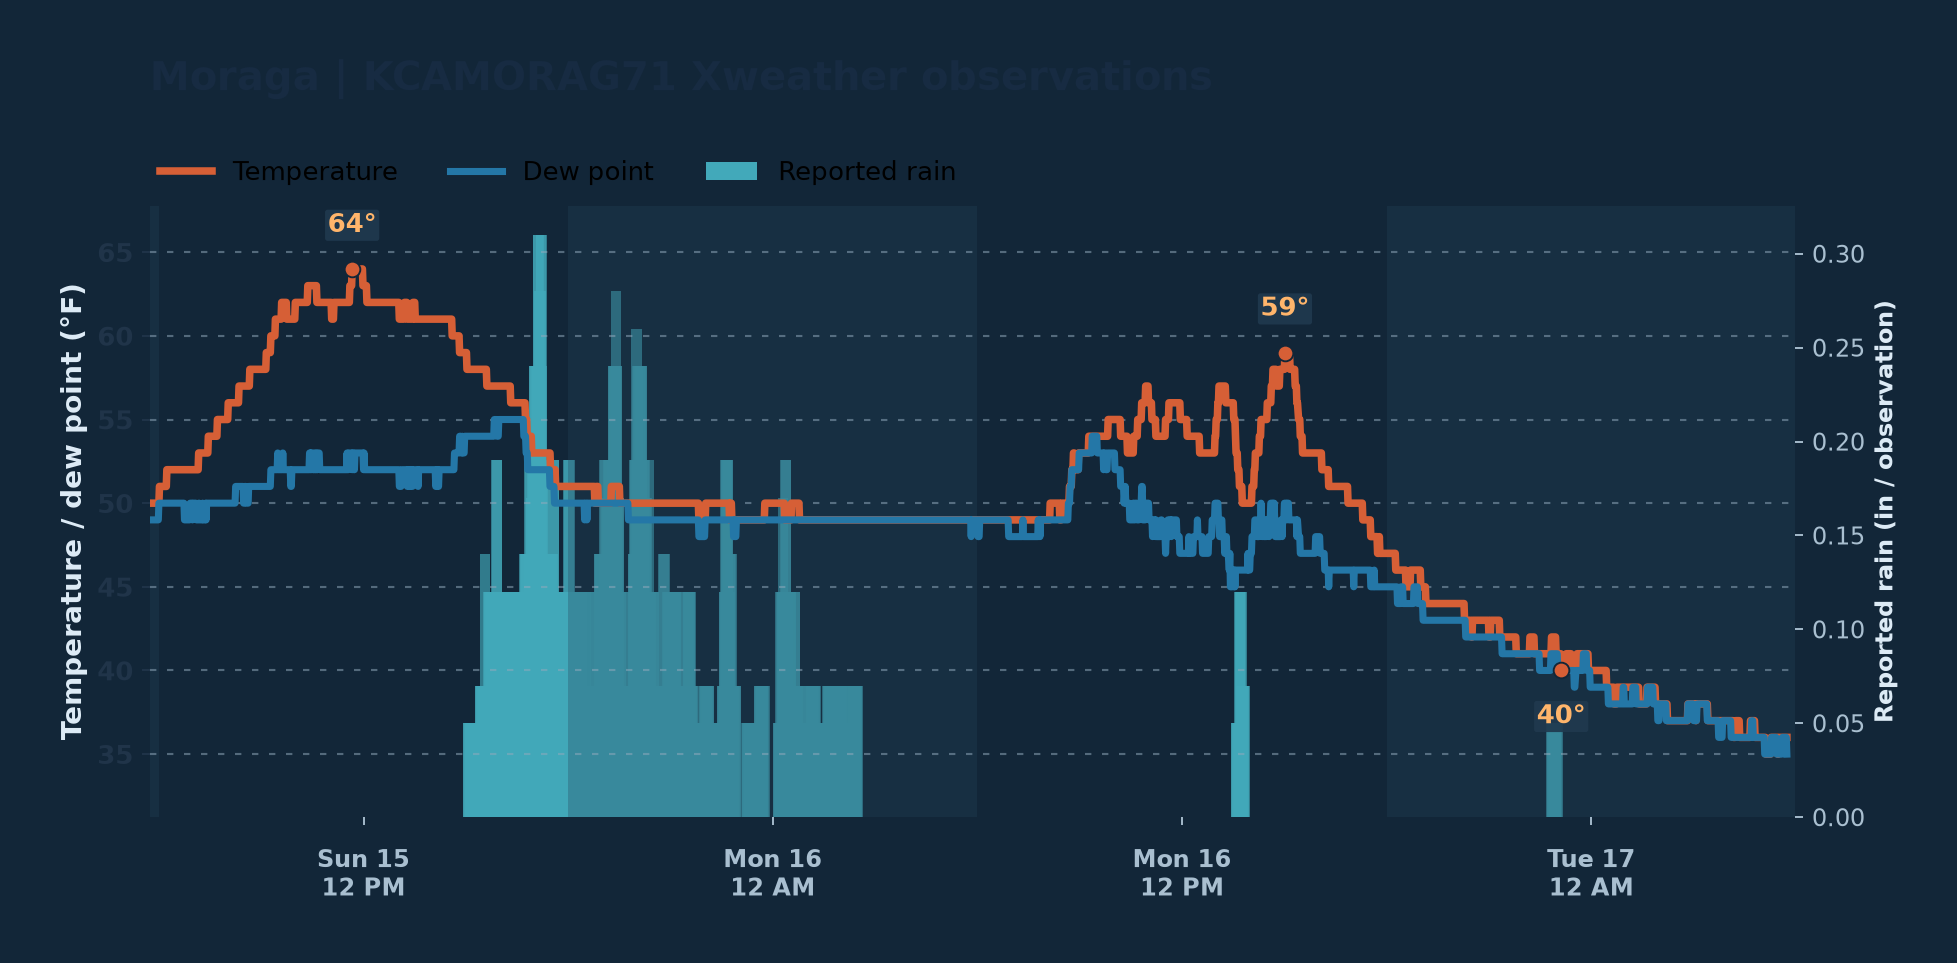 Moraga | KCAMORAG71 Xweather observations
Temperature
Dew point
Reported rain
64°
59°
40°
65
60
55
50
45
40
35
Temperature / dew point (°F)
0.30
0.25
0.20
0.15
0.10
0.05
0.00
Reported rain (in / observation)
Sun 15
12 PM
Mon 16
12 AM
Mon 16
12 PM
Tue 17
12 AM